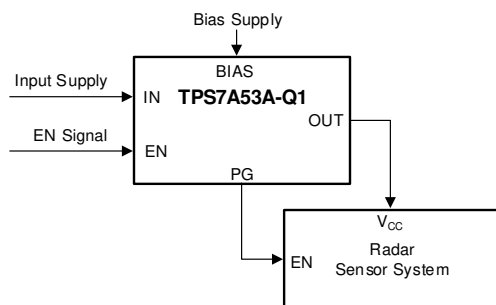 Bias Supply
BIAS
Input Supply
IN
TPS7A53A-Q1
OUT
EN Signal
EN
PG
VCC
EN
Radar
Sensor System